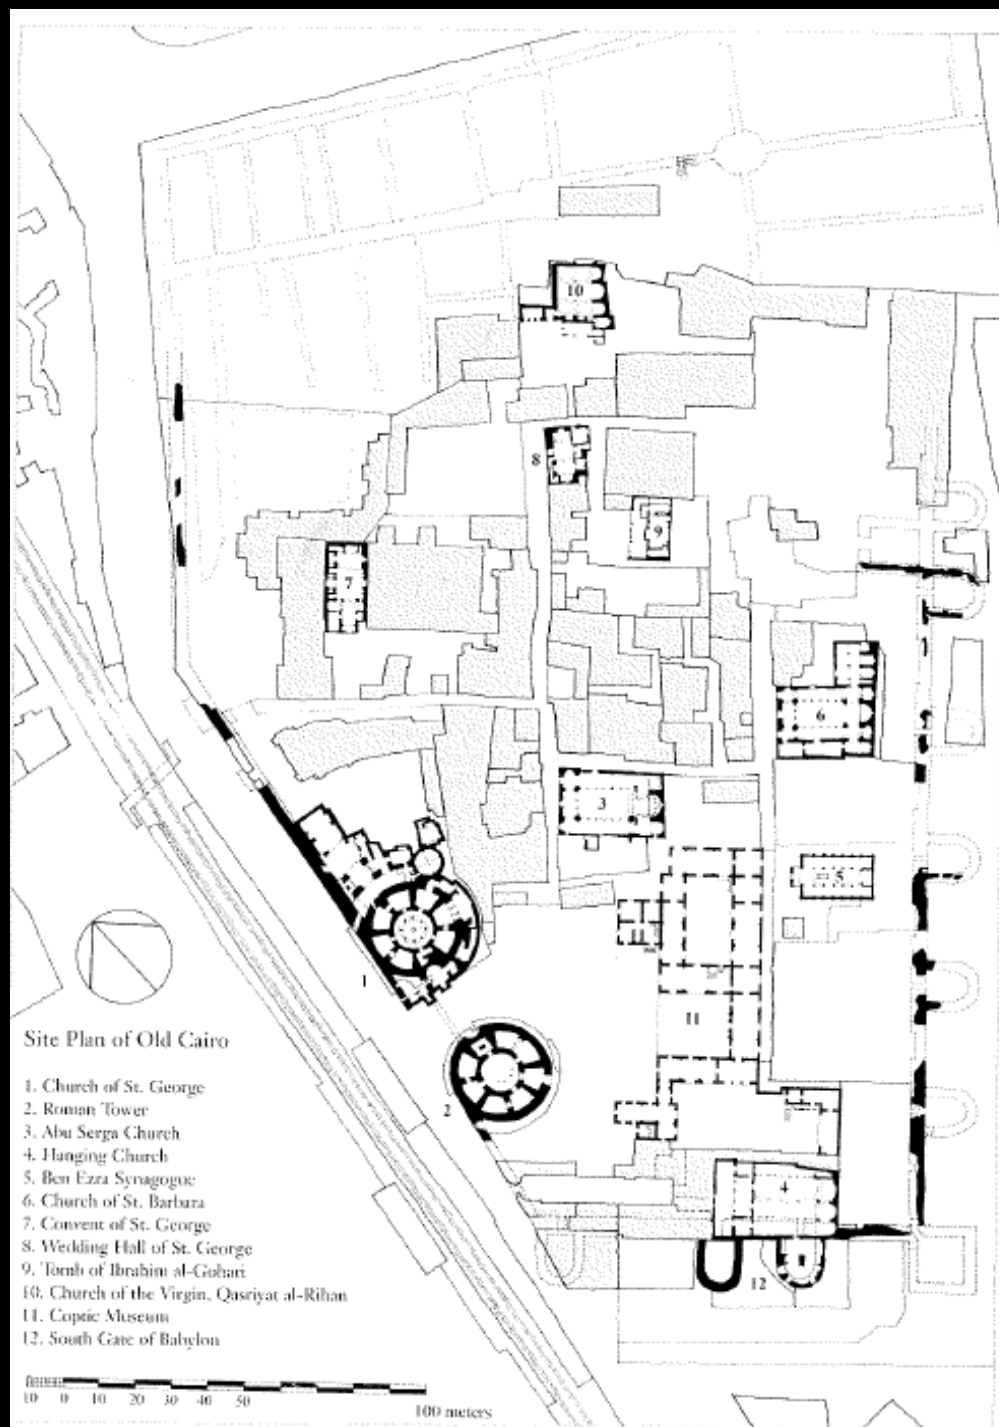 10
8
9
7
6
3
5
11
1
11
2
4
12
Site Plan of Old Cairo
1. Church of St. George
2. Roman Tower
3. Abu Serga Church
4. Hanging Church
5. Ben Ezra Synagogue
6. Church of St. Barbara
7. Convent of St. George
8. Wedding Hall of St. George
9. Tomb of Ibrahim al-Gohari
10. Church of the Virgin, Qasriyat al-Rihan
11. Coptic Museum
12. South Gate of Babylon
10 0 10 20 30 40 50
100 meters